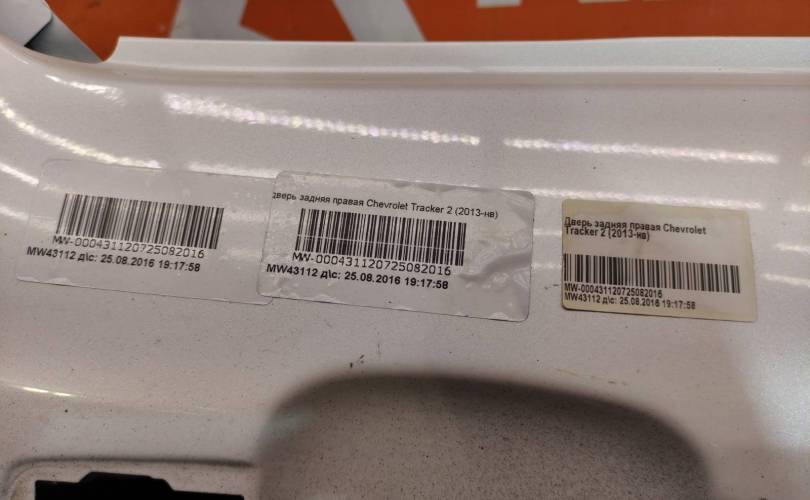 MW-000431120725082016
MW43112 д\с: 25.08.2016 19:17:58
дверь задняя правая Chevrolet Tracker 2 (2013-нв)
MW-000431120725082016
MW43112 д\с: 25.08.2016 19:17:58
Дверь задняя правая Chevrolet
Tracker 2 (2013-нв)
MW-000431120725082016
MW43112 д\с: 25.08.2016 19:17:58